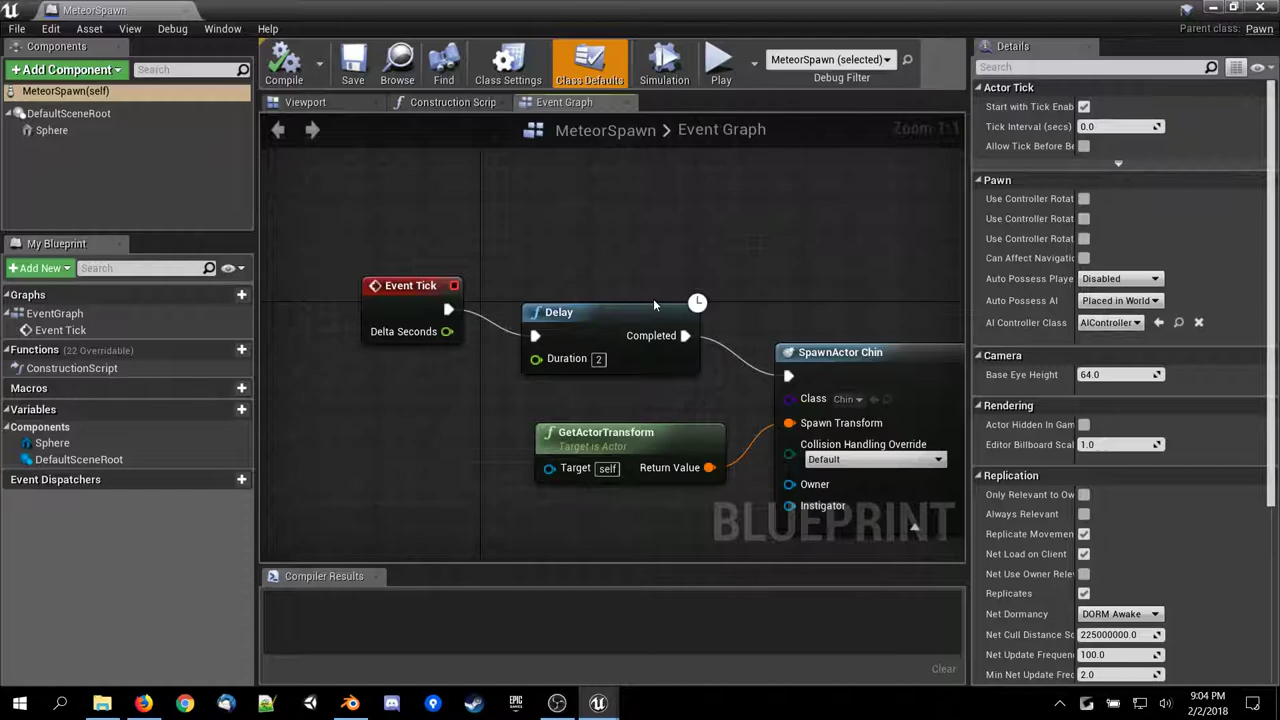 MeteorSpawn
File Edit Asset View Debug Window Help
Parent class: Pawn
Components
+ Add Component
Search
MeteorSpawn(self)
DefaultSceneRoot
Sphere
My Blueprint
+ Add New
Search
Graphs
EventGraph
Event Tick
Functions (22 Overridable)
ConstructionScript
Macros
Variables
Components
Sphere
DefaultSceneRoot
Event Dispatchers
Compile
Save
Browse
Find
Class Settings
Class Defaults
Simulation
Play
MeteorSpawn (selected)
Debug Filter
Viewport
Construction Scrip
Event Graph
MeteorSpawn > Event Graph
Zoom 1:1
Event Tick
Delta Seconds
Delay
Completed
Duration 2
GetActorTransform
Target is Actor
Target self Return Value
SpawnActor Chin
Class Chin
Spawn Transform
Collision Handling Override
Default
Owner
Instigator
BLUEPRINT
Compiler Results
Clear
Details
Search
Actor Tick
Start with Tick Enab
Tick Interval (secs) 0.0
Allow Tick Before Be
Pawn
Use Controller Rotat
Use Controller Rotat
Use Controller Rotat
Can Affect Navigatio
Auto Possess Playe Disabled
Auto Possess AI Placed in World
AI Controller Class AIController
Camera
Base Eye Height 64.0
Rendering
Actor Hidden In Gam
Editor Billboard Scal 1.0
Replication
Only Relevant to Ow
Always Relevant
Replicate Movemen
Net Load on Client
Net Use Owner Rele
Replicates
Net Dormancy DORM Awake
Net Cull Distance Sc 225000000.0
Net Update Frequen 100.0
Min Net Update Fred 2.0
EPIC GAMES
9:04 PM
2/2/2018